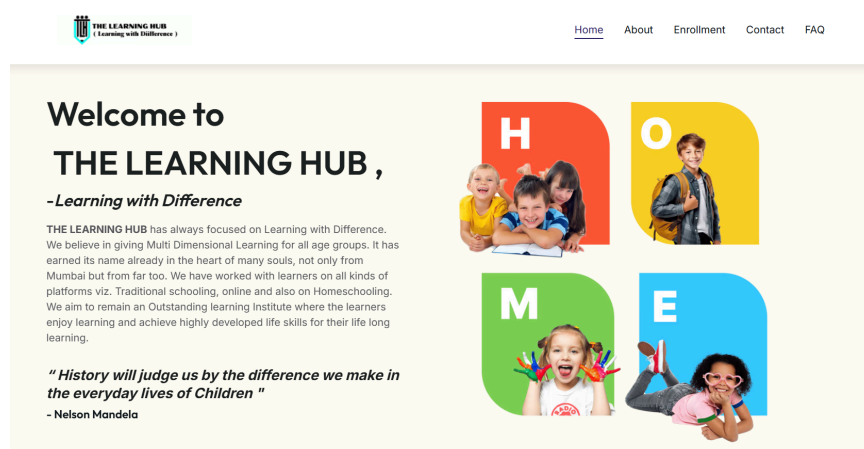 THE LEARNING HUB
( Learning with Diifference )
Home About Enrollment Contact FAQ
Welcome to
THE LEARNING HUB ,
-Learning with Difference
THE LEARNING HUB has always focused on Learning with Difference.
We believe in giving Multi Dimensional Learning for all age groups. It has
earned its name already in the heart of many souls, not only from
Mumbai but from far too. We have worked with learners on all kinds of
platforms viz. Traditional schooling, online and also on Homeschooling.
We aim to remain an Outstanding learning Institute where the learners
enjoy learning and achieve highly developed life skills for their life long
learning.
“ History will judge us by the difference we make in
the everyday lives of Children "
- Nelson Mandela
H O
M E
RADIO